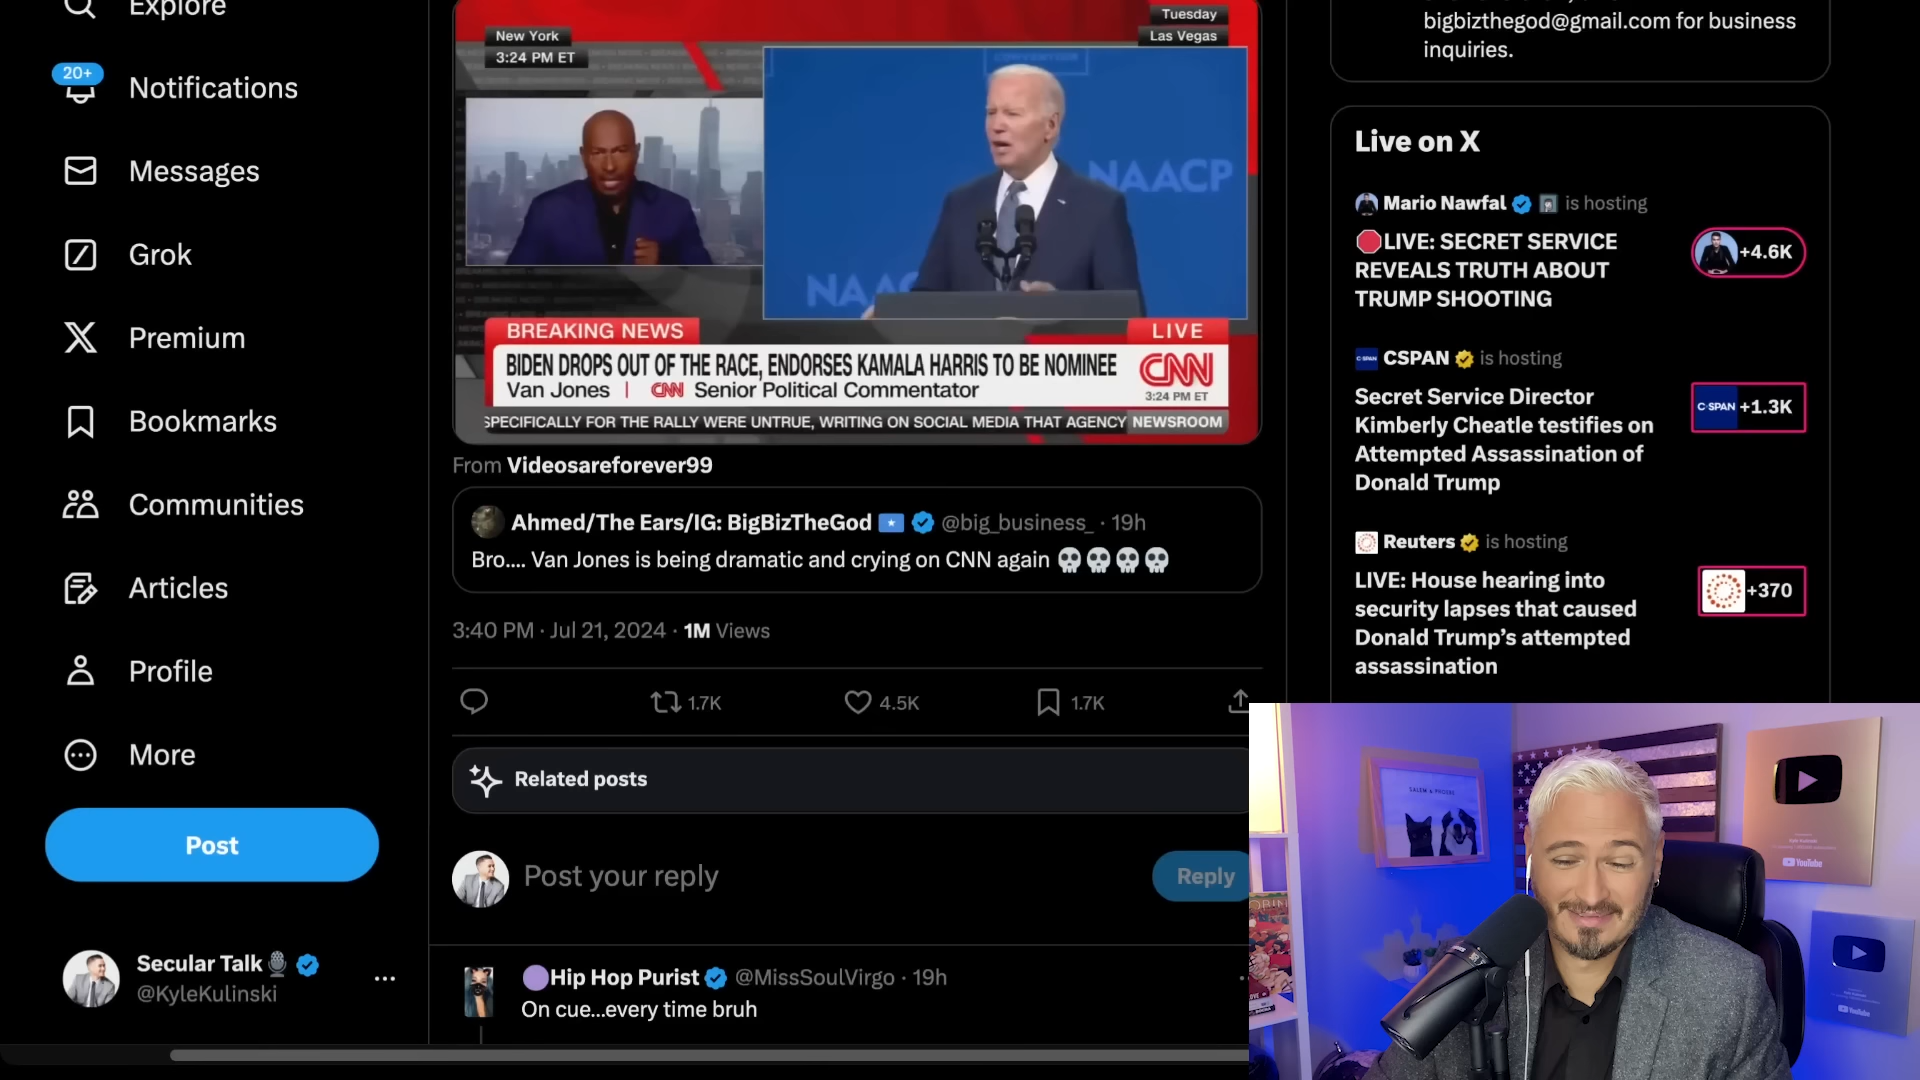 Explore
20+
Notifications
Messages
Grok
Premium
Bookmarks
Communities
Articles
Profile
More
Post
Secular Talk
@KyleKulinski
New York
3:24 PM ET
Tuesday
Las Vegas
NAACP
BREAKING NEWS
LIVE
BIDEN DROPS OUT OF THE RACE, ENDORSES KAMALA HARRIS TO BE NOMINEE
Van Jones | CNN Senior Political Commentator
CNN
3:24 PM ET
SPECIFICALLY FOR THE RALLY WERE UNTRUE, WRITING ON SOCIAL MEDIA THAT AGENCY NEWSROOM
From Videosareforever99
Ahmed/The Ears/IG: BigBizTheGod @big_business_ · 19h
Bro.... Van Jones is being dramatic and crying on CNN again 💀💀💀💀
3:40 PM · Jul 21, 2024 · 1M Views
1.7K
4.5K
1.7K
Related posts
Post your reply
Reply
Hip Hop Purist @MissSoulVirgo · 19h
On cue...every time bruh
bigbizthegod@gmail.com for business
inquiries.
Live on X
Mario Nawfal is hosting
🛑LIVE: SECRET SERVICE
REVEALS TRUTH ABOUT
TRUMP SHOOTING
+4.6K
CSPAN is hosting
Secret Service Director
Kimberly Cheatle testifies on
Attempted Assassination of
Donald Trump
C-SPAN +1.3K
Reuters is hosting
LIVE: House hearing into
security lapses that caused
Donald Trump's attempted
assassination
+370
SALEM & PHOEBE
YouTube
YouTube